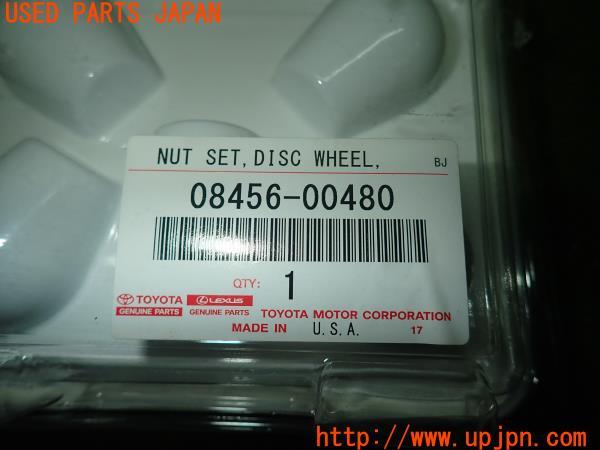 USED PARTS JAPAN
NUT SET, DISC WHEEL, BJ
08456-00480
QTY: 1
TOYOTA LEXUS
GENUINE PARTS GENUINE PARTS TOYOTA MOTOR CORPORATION
MADE IN U.S.A. 17
http://www.upjpn.com/